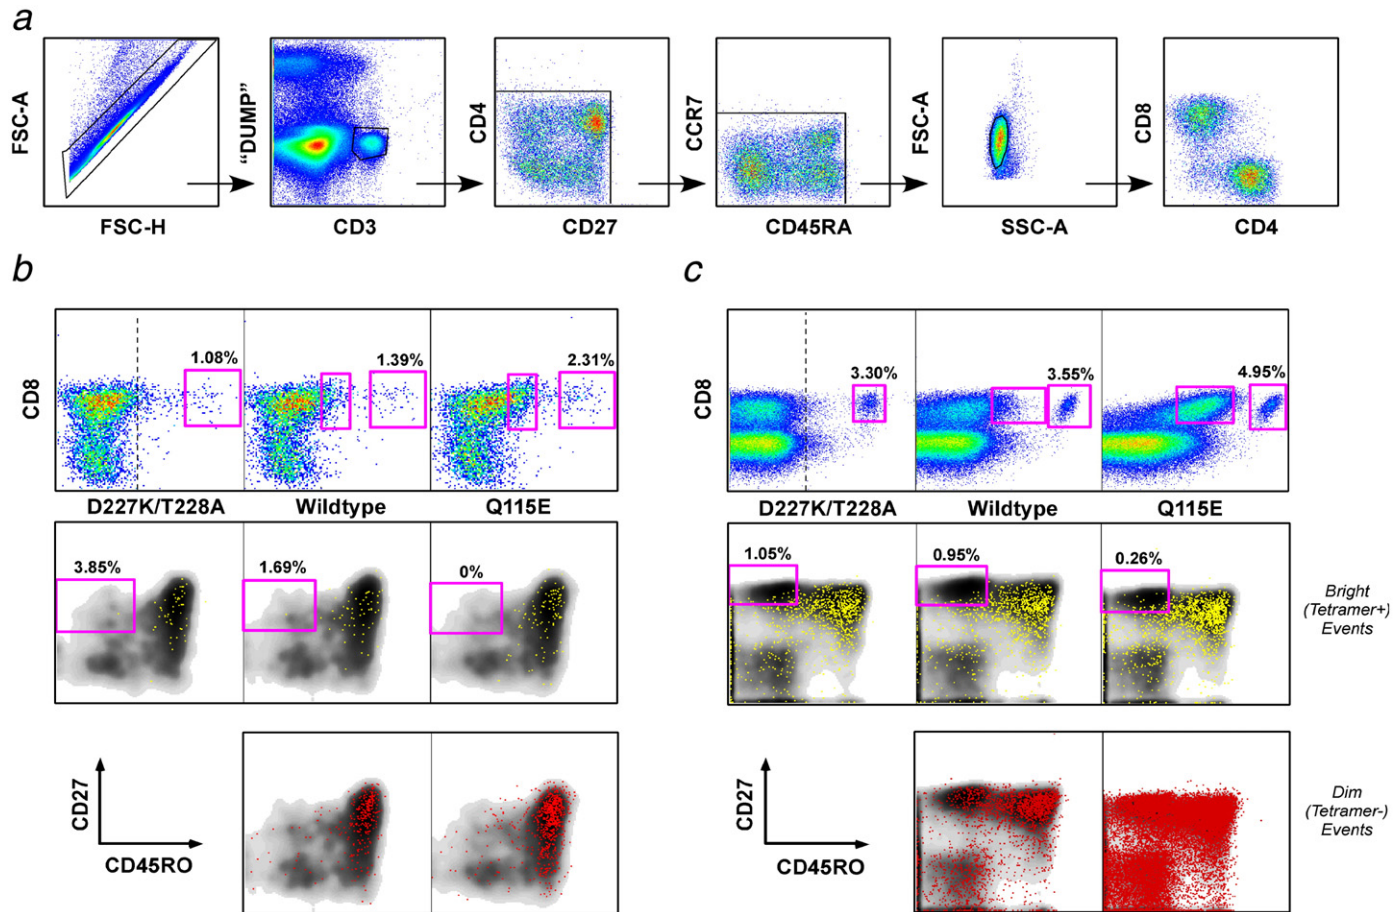 a
FSC-A
FSC-H
“DUMP”
CD3
CD4
CD27
CCR7
CD45RA
FSC-A
SSC-A
CD8
CD4
b
CD8
1.08%
1.39%
2.31%
D227K/T228A
Wildtype
Q115E
3.85%
1.69%
0%
CD27
CD45RO
c
CD8
3.30%
3.55%
4.95%
D227K/T228A
Wildtype
Q115E
1.05%
0.95%
0.26%
Bright
(Tetramer+)
Events
CD27
CD45RO
Dim
(Tetramer-)
Events